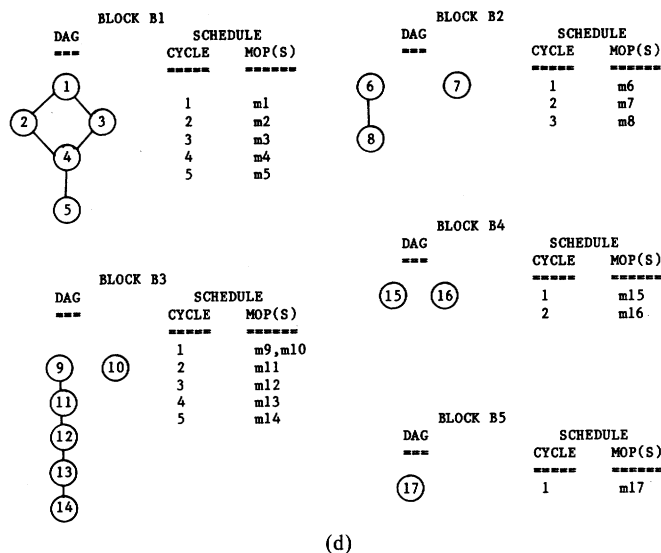 BLOCK B1
DAG SCHEDULE
=== CYCLE MOP(S)
===== ======
1
2 3
4
5
1 m1
2 m2
3 m3
4 m4
5 m5
BLOCK B2
DAG SCHEDULE
=== CYCLE MOP(S)
===== ======
6 7
8
1 m6
2 m7
3 m8
BLOCK B3
DAG SCHEDULE
=== CYCLE MOP(S)
===== ======
9 10
11
12
13
14
1 m9,m10
2 m11
3 m12
4 m13
5 m14
BLOCK B4
DAG SCHEDULE
=== CYCLE MOP(S)
===== ======
15 16
1 m15
2 m16
BLOCK B5
DAG SCHEDULE
=== CYCLE MOP(S)
===== ======
17
1 m17
(d)